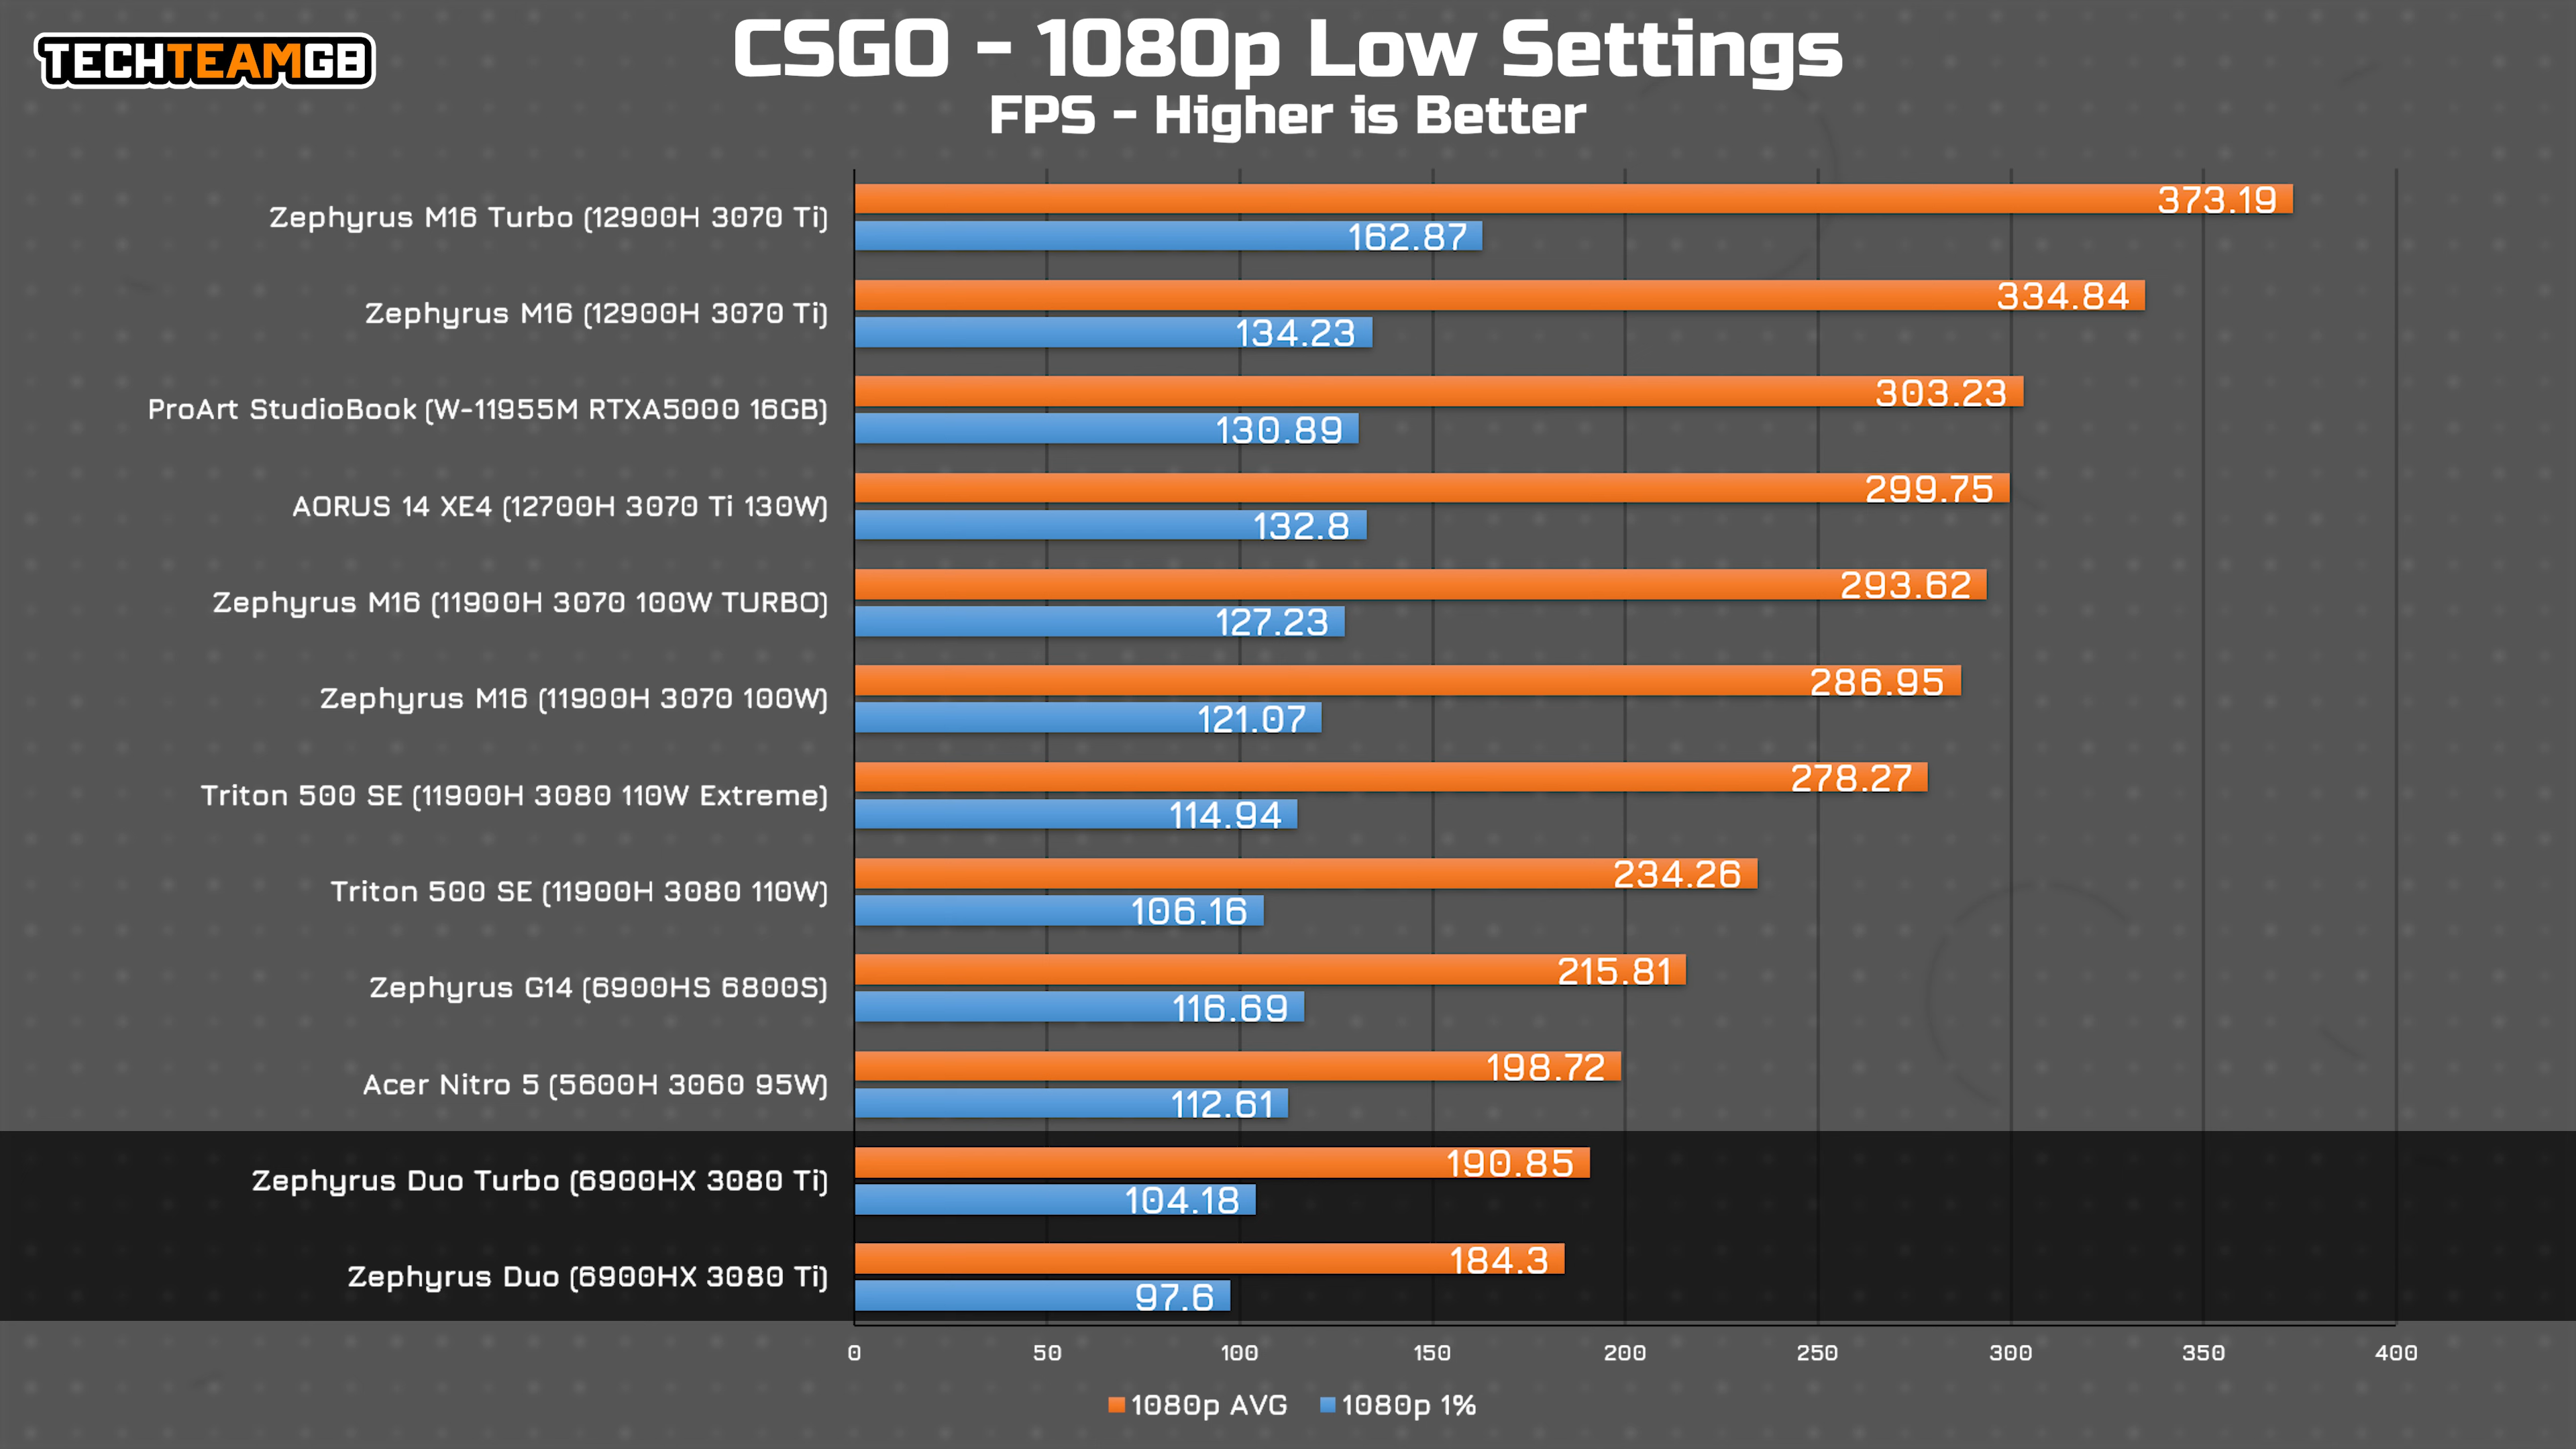 TECHTEAMGB
CSGO - 1080p Low Settings
FPS - Higher is Better
Zephyrus M16 Turbo (12900H 3070 Ti)
373.19
162.87
Zephyrus M16 (12900H 3070 Ti)
334.84
134.23
ProArt StudioBook (W-11955M RTXA5000 16GB)
303.23
130.89
AORUS 14 XE4 (12700H 3070 Ti 130W)
299.75
132.8
Zephyrus M16 (11900H 3070 100W TURBO)
293.62
127.23
Zephyrus M16 (11900H 3070 100W)
286.95
121.07
Triton 500 SE (11900H 3080 110W Extreme)
278.27
114.94
Triton 500 SE (11900H 3080 110W)
234.26
106.16
Zephyrus G14 (6900HS 6800S)
215.81
116.69
Acer Nitro 5 (5600H 3060 95W)
198.72
112.61
Zephyrus Duo Turbo (6900HX 3080 Ti)
190.85
104.18
Zephyrus Duo (6900HX 3080 Ti)
184.3
97.6
0 50 100 150 200 250 300 350 400
1080p AVG 1080p 1%